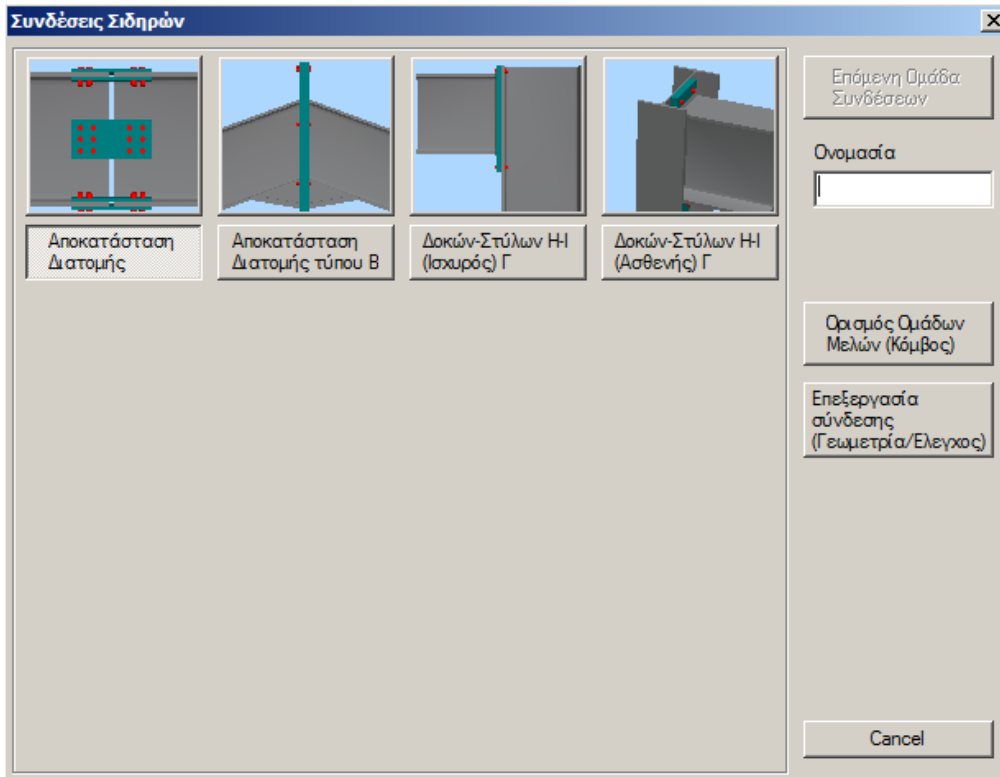 Συνδέσεις Σιδηρών
Αποκατάσταση
Διατομής
Αποκατάσταση
Διατομής τύπου Β
Δοκών-Στύλων Η-Ι
(Ισχυρός) Γ
Δοκών-Στύλων Η-Ι
(Ασθενής) Γ
Επόμενη Ομάδα
Συνδέσεων
Ονομασία
Ορισμός Ομάδων
Μελών (Κόμβος)
Επεξεργασία
σύνδεσης
(Γεωμετρία/Ελεγχος)
Cancel